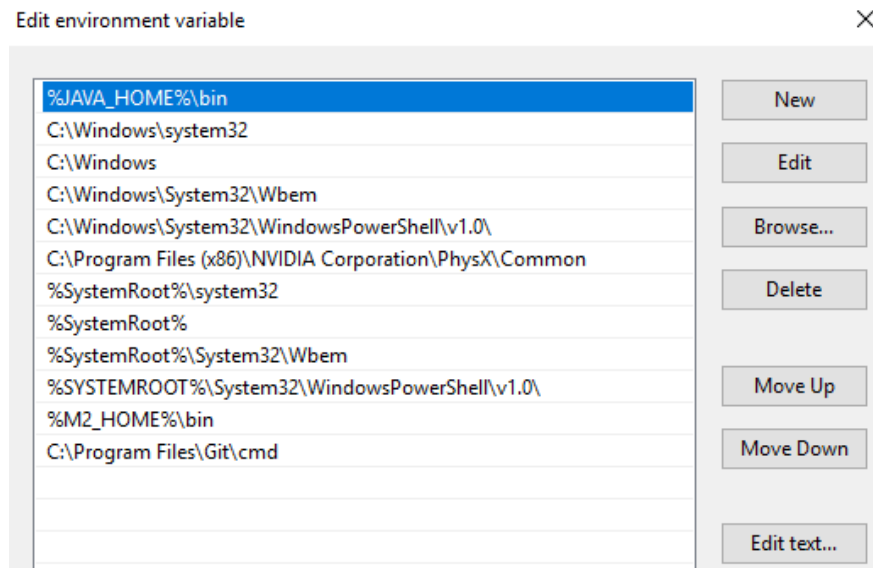 Edit environment variable
%JAVA_HOME%\bin
C:\Windows\system32
C:\Windows
C:\Windows\System32\Wbem
C:\Windows\System32\WindowsPowerShell\v1.0\
C:\Program Files (x86)\NVIDIA Corporation\PhysX\Common
%SystemRoot%\system32
%SystemRoot%
%SystemRoot%\System32\Wbem
%SYSTEMROOT%\System32\WindowsPowerShell\v1.0\
%M2_HOME%\bin
C:\Program Files\Git\cmd
New
Edit
Browse...
Delete
Move Up
Move Down
Edit text...